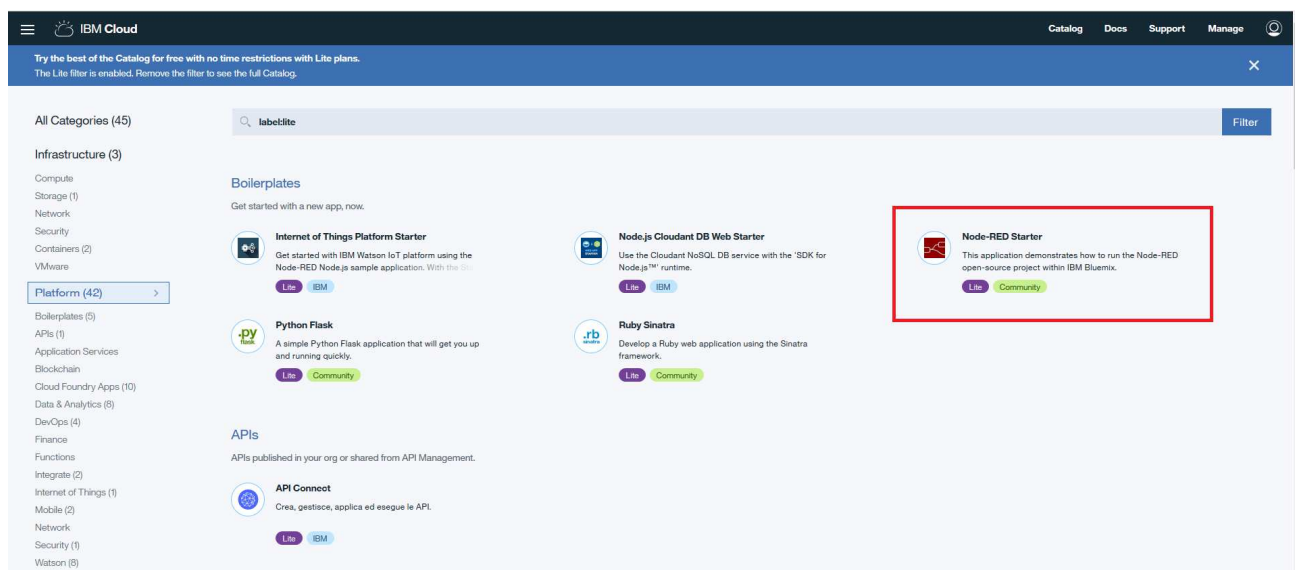 IBM Cloud
Catalog Docs Support Manage
Try the best of the Catalog for free with no time restrictions with Lite plans.
The Lite filter is enabled. Remove the filter to see the full Catalog.
All Categories (45)
label:lite
Filter
Infrastructure (3)
Compute
Storage (1)
Network
Security
Containers (2)
VMware
Platform (42)
Boilerplates (5)
APIs (1)
Application Services
Blockchain
Cloud Foundry Apps (10)
Data & Analytics (8)
DevOps (4)
Finance
Functions
Integrate (2)
Internet of Things (1)
Mobile (2)
Network
Security (1)
Watson (8)
Boilerplates
Get started with a new app, now.
Internet of Things Platform Starter
Get started with IBM Watson IoT platform using the
Node-RED Node.js sample application. With the
Lite IBM
Node.js Cloudant DB Web Starter
Use the Cloudant NoSQL DB service with the 'SDK for
Node.js™' runtime.
Lite IBM
Node-RED Starter
This application demonstrates how to run the Node-RED
open-source project within IBM Bluemix.
Lite Community
.py
flask
Python Flask
A simple Python Flask application that will get you up
and running quickly.
Lite Community
.rb
sinatra
Ruby Sinatra
Develop a Ruby web application using the Sinatra
framework.
Lite Community
APIs
APIs published in your org or shared from API Management.
API Connect
Crea, gestisce, applica ed esegue le API.
Lite IBM